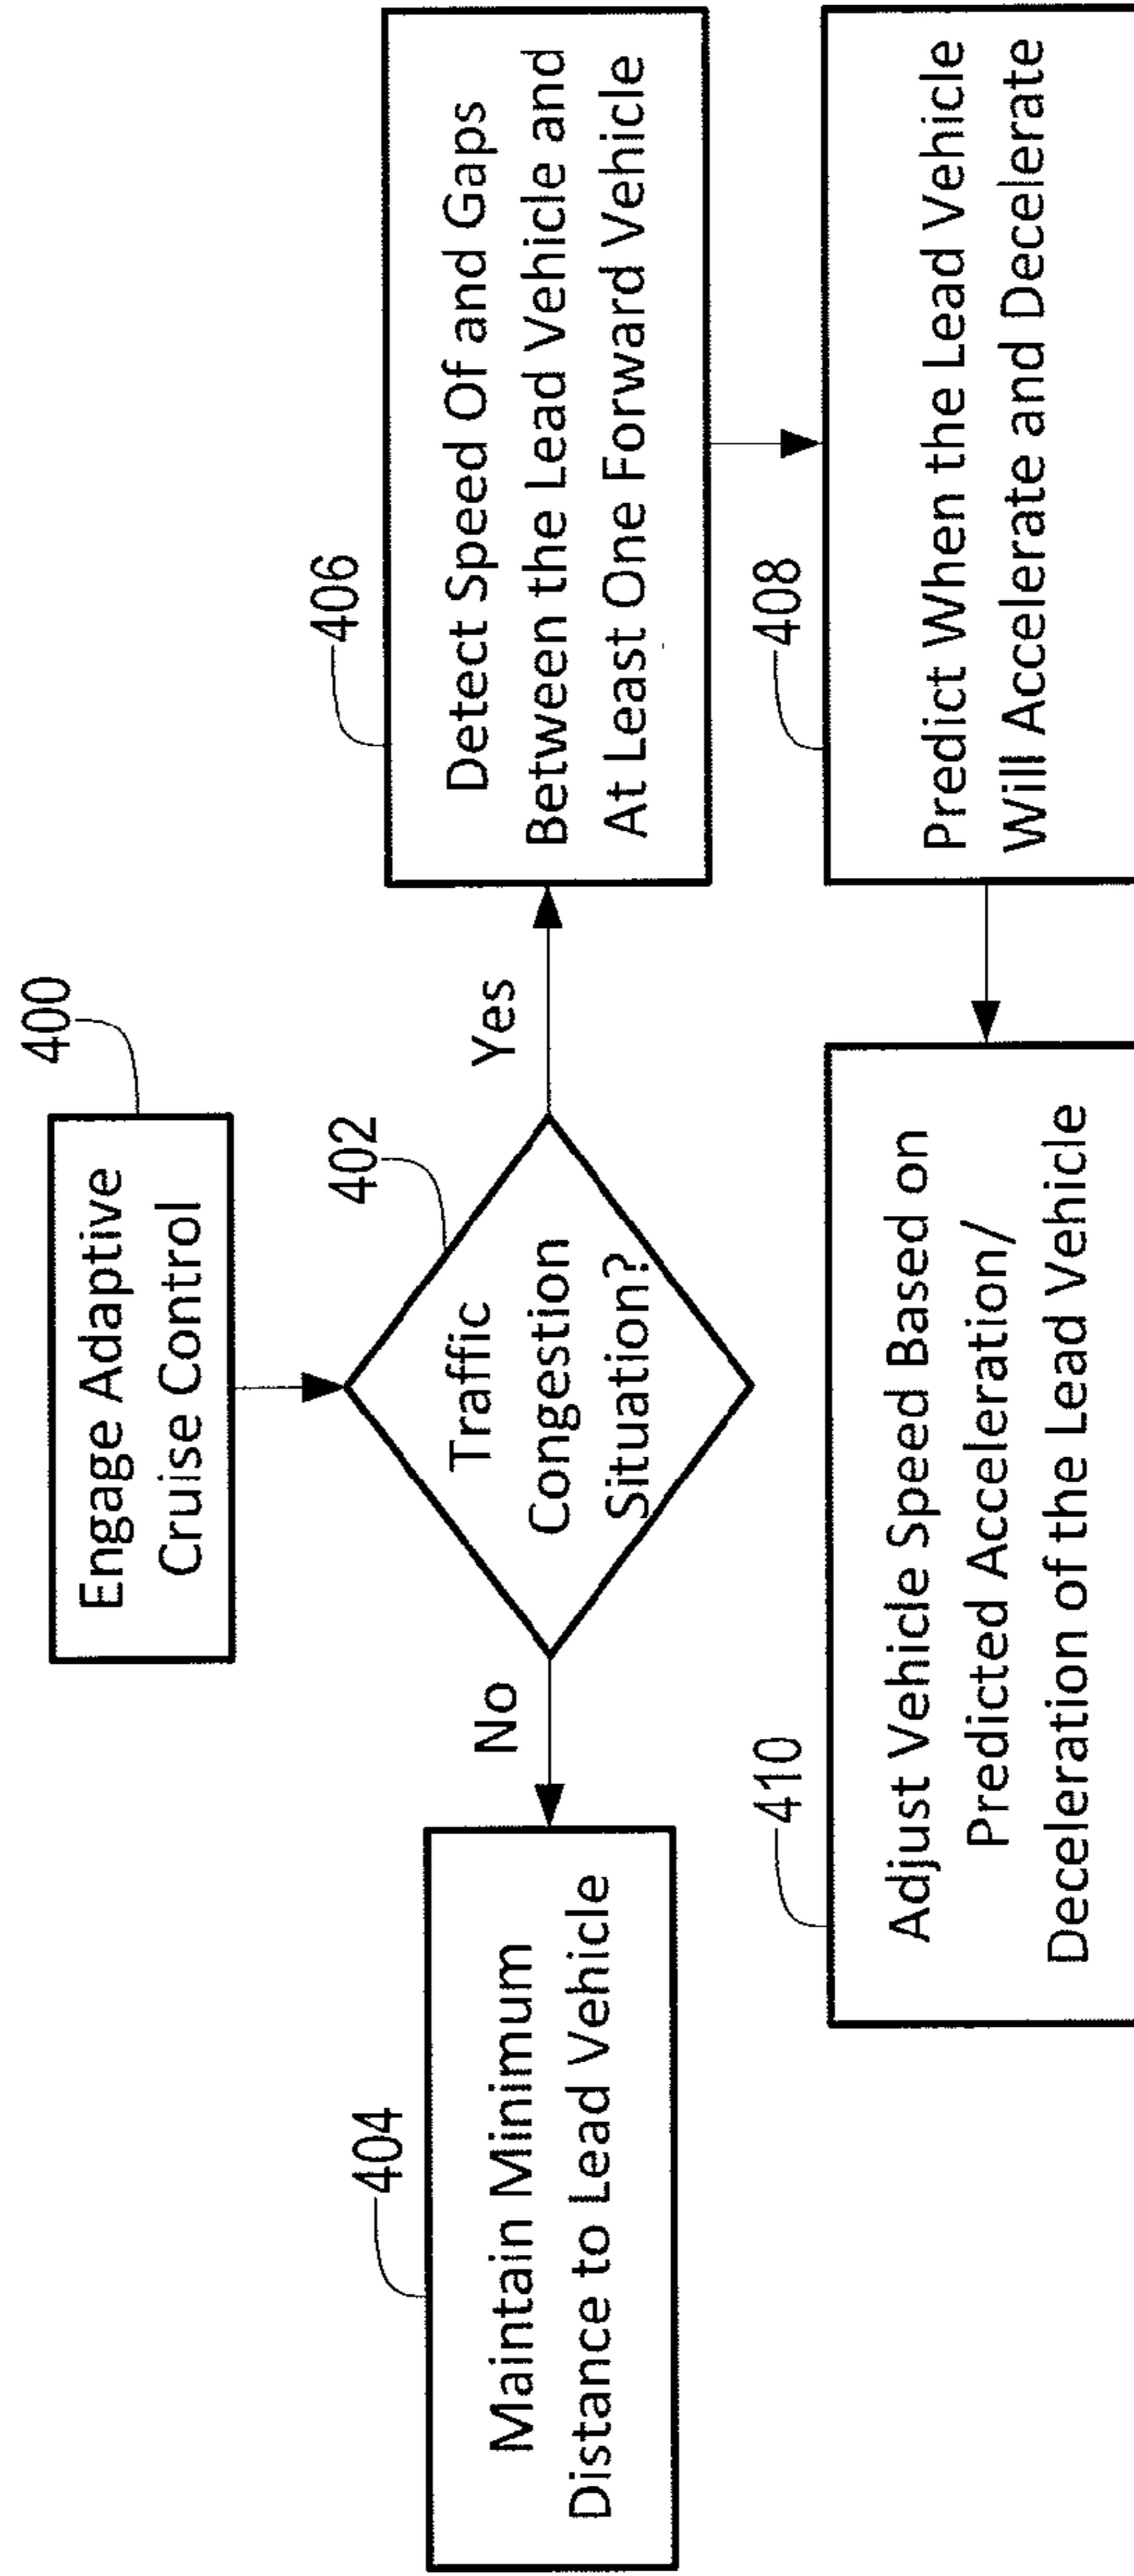 400
Engage Adaptive
Cruise Control
402
Traffic
Congestion
Situation?
No
Yes
404
Maintain Minimum
Distance to Lead Vehicle
406
Detect Speed Of and Gaps
Between the Lead Vehicle and
At Least One Forward Vehicle
408
Predict When the Lead Vehicle
Will Accelerate and Decelerate
410
Adjust Vehicle Speed Based on
Predicted Acceleration/
Deceleration of the Lead Vehicle